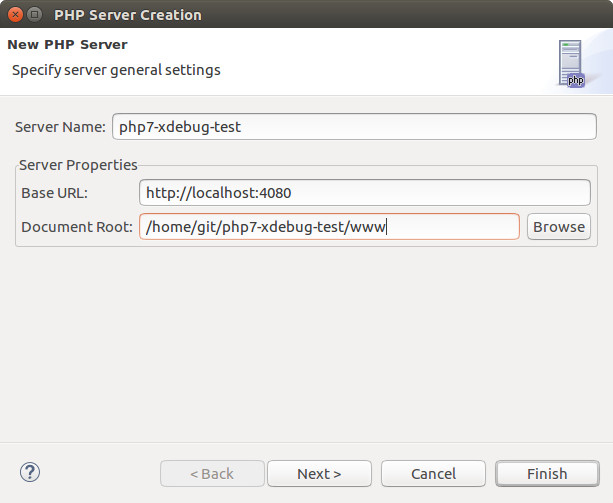 PHP Server Creation
New PHP Server
Specify server general settings
php
Server Name: php7-xdebug-test
Server Properties
Base URL: http://localhost:4080
Document Root: /home/git/php7-xdebug-test/www Browse
? < Back Next > Cancel Finish